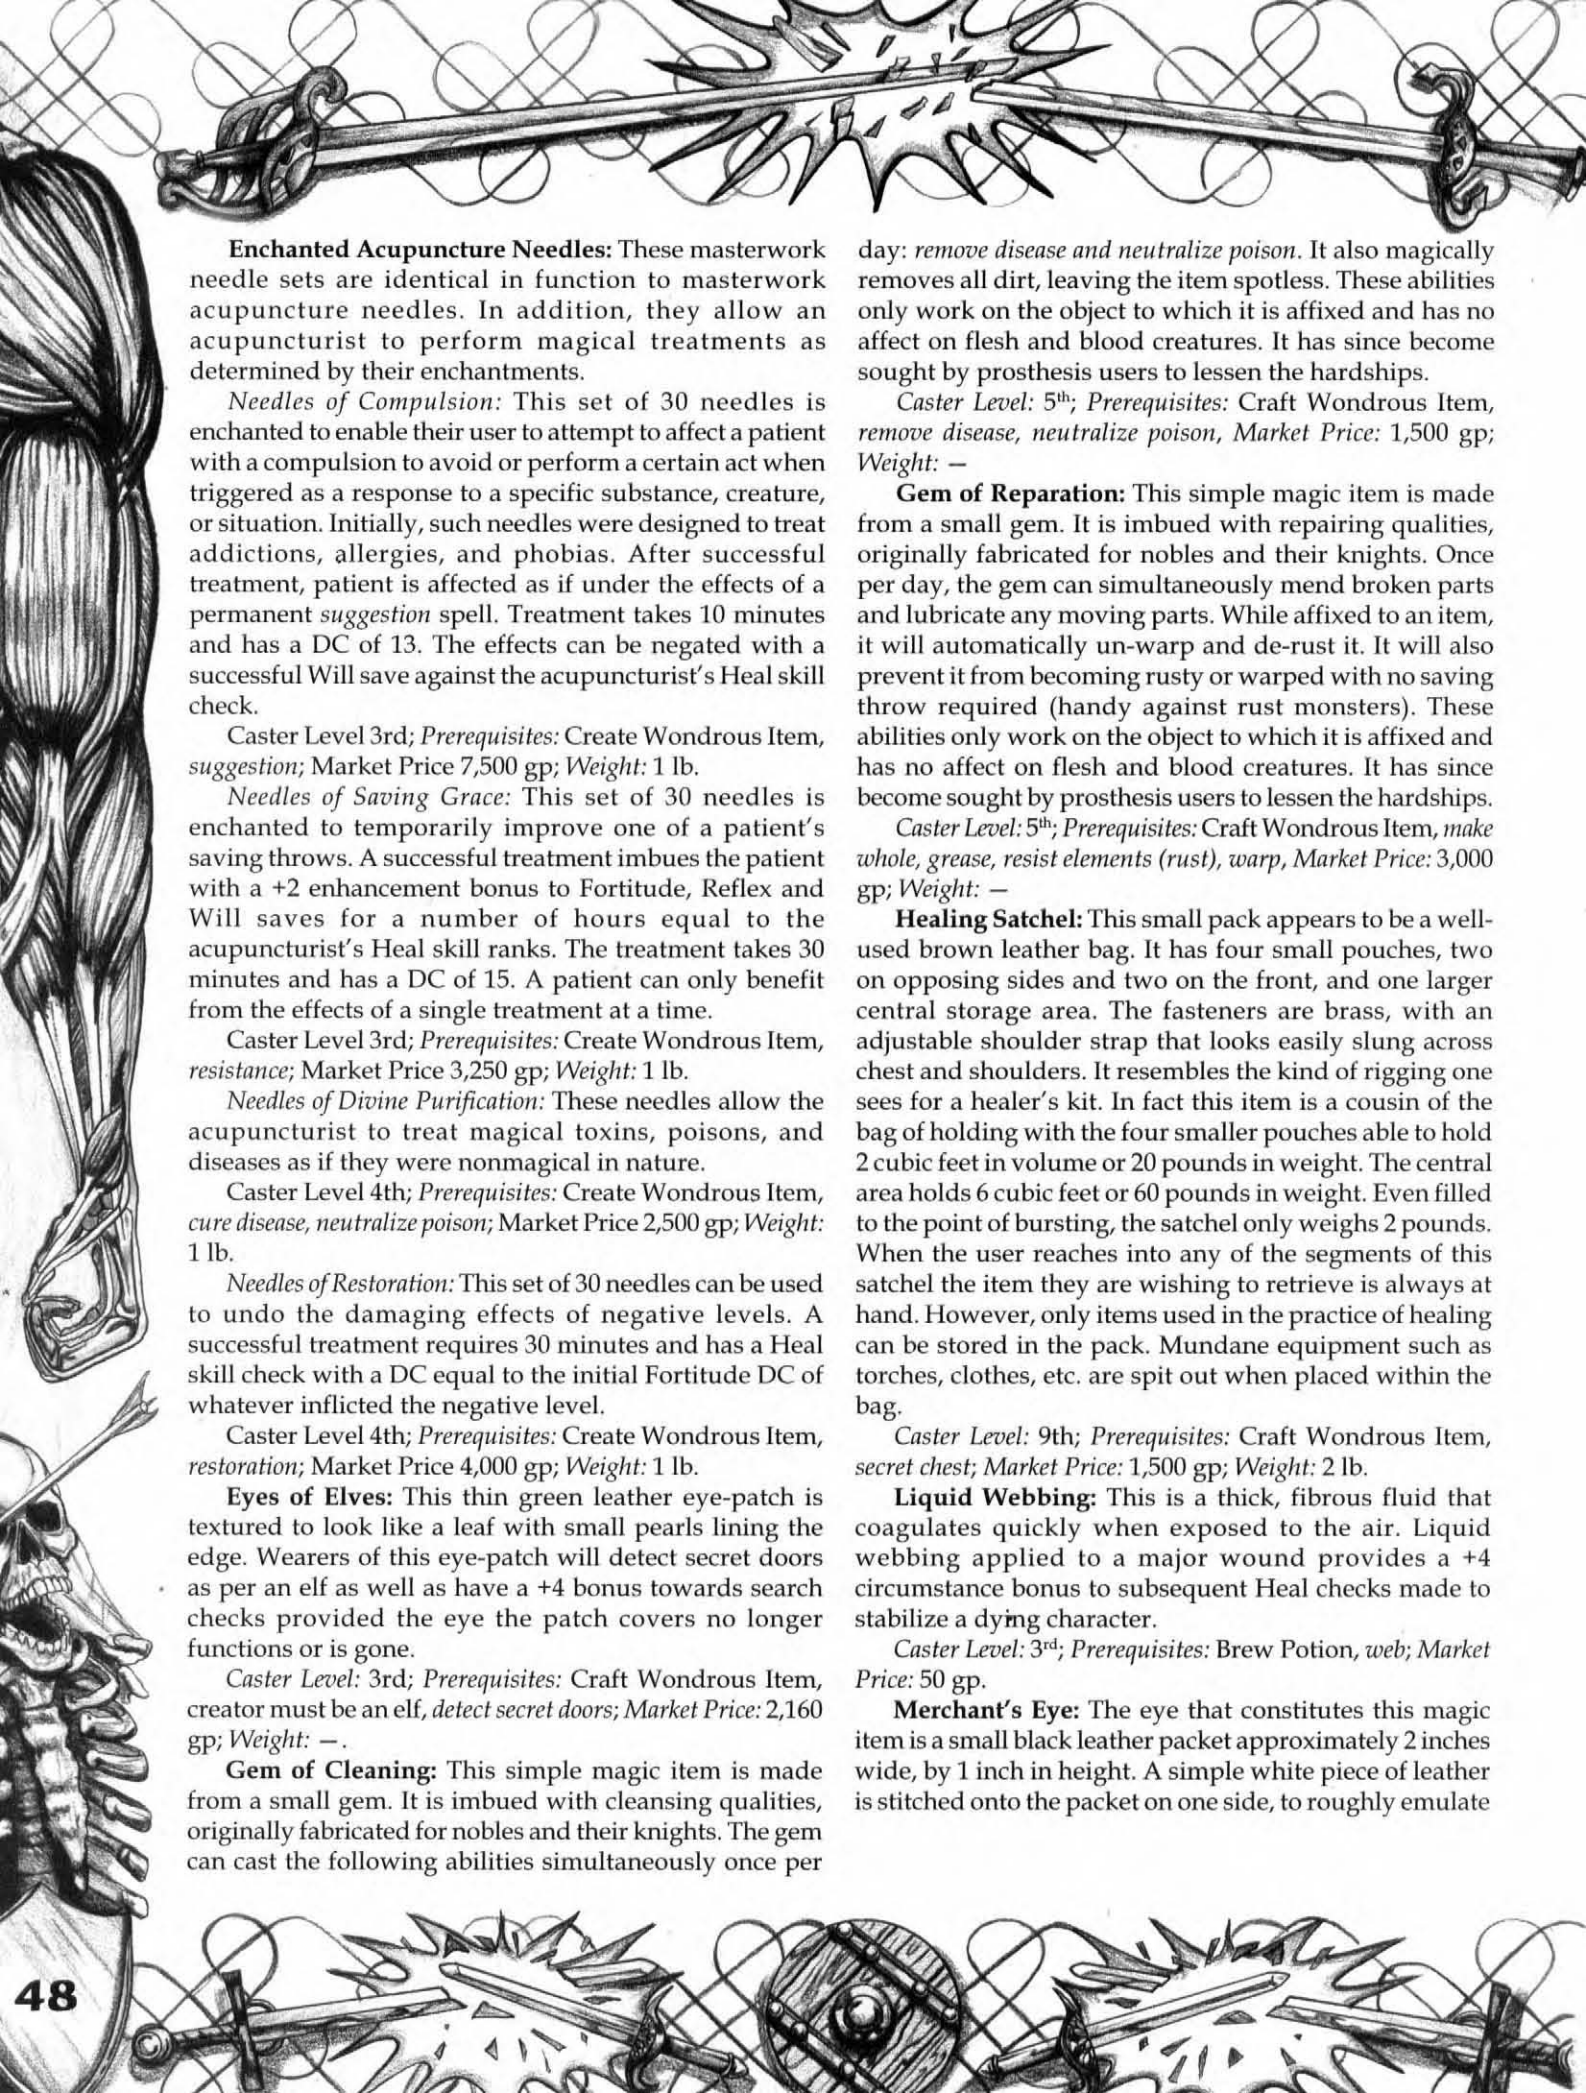 Enchanted Acupuncture Needles: These masterwork
needle sets are identical in function to masterwork
acupuncture needles. In addition, they allow an
acupuncturist to perform magical treatments as
determined by their enchantments.
Needles of Compulsion: This set of 30 needles is
enchanted to enable their user to attempt to affect a patient
with a compulsion to avoid or perform a certain act when
triggered as a response to a specific substance, creature,
or situation. Initially, such needles were designed to treat
addictions, allergies, and phobias. After successful
treatment, patient is affected as if under the effects of a
permanent suggestion spell. Treatment takes 10 minutes
and has a DC of 13. The effects can be negated with a
successful Will save against the acupuncturist's Heal skill
check.
Caster Level 3rd; Prerequisites: Create Wondrous Item,
suggestion; Market Price 7,500 gp; Weight: 1 lb.
Needles of Saving Grace: This set of 30 needles is
enchanted to temporarily improve one of a patient's
saving throws. A successful treatment imbues the patient
with a +2 enhancement bonus to Fortitude, Reflex and
Will saves for a number of hours equal to the
acupuncturist's Heal skill ranks. The treatment takes 30
minutes and has a DC of 15. A patient can only benefit
from the effects of a single treatment at a time.
Caster Level 3rd; Prerequisites: Create Wondrous Item,
resistance; Market Price 3,250 gp; Weight: 1 lb.
Needles of Divine Purification: These needles allow the
acupuncturist to treat magical toxins, poisons, and
diseases as if they were nonmagical in nature.
Caster Level 4th; Prerequisites: Create Wondrous Item,
cure disease, neutralize poison; Market Price 2,500 gp; Weight:
1 lb.
Needles of Restoration: This set of 30 needles can be used
to undo the damaging effects of negative levels. A
successful treatment requires 30 minutes and has a Heal
skill check with a DC equal to the initial Fortitude DC of
whatever inflicted the negative level.
Caster Level 4th; Prerequisites: Create Wondrous Item,
restoration; Market Price 4,000 gp; Weight: 1 lb.
Eyes of Elves: This thin green leather eye-patch is
textured to look like a leaf with small pearls lining the
edge. Wearers of this eye-patch will detect secret doors
as per an elf as well as have a +4 bonus towards search
checks provided the eye the patch covers no longer
functions or is gone.
Caster Level: 3rd; Prerequisites: Craft Wondrous Item,
creator must be an elf, detect secret doors; Market Price: 2,160
gp; Weight: —.
Gem of Cleaning: This simple magic item is made
from a small gem. It is imbued with cleansing qualities,
originally fabricated for nobles and their knights. The gem
can cast the following abilities simultaneously once per
day: remove disease and neutralize poison. It also magically
removes all dirt, leaving the item spotless. These abilities
only work on the object to which it is affixed and has no
affect on flesh and blood creatures. It has since become
sought by prosthesis users to lessen the hardships.
Caster Level: 5th; Prerequisites: Craft Wondrous Item,
remove disease, neutralize poison, Market Price: 1,500 gp;
Weight: —
Gem of Reparation: This simple magic item is made
from a small gem. It is imbued with repairing qualities,
originally fabricated for nobles and their knights. Once
per day, the gem can simultaneously mend broken parts
and lubricate any moving parts. While affixed to an item,
it will automatically un-warp and de-rust it. It will also
prevent it from becoming rusty or warped with no saving
throw required (handy against rust monsters). These
abilities only work on the object to which it is affixed and
has no affect on flesh and blood creatures. It has since
become sought by prosthesis users to lessen the hardships.
Caster Level: 5th; Prerequisites: Craft Wondrous Item, make
whole, grease, resist elements (rust), warp, Market Price: 3,000
gp; Weight: —
Healing Satchel: This small pack appears to be a well-
used brown leather bag. It has four small pouches, two
on opposing sides and two on the front, and one larger
central storage area. The fasteners are brass, with an
adjustable shoulder strap that looks easily slung across
chest and shoulders. It resembles the kind of rigging one
sees for a healer's kit. In fact this item is a cousin of the
bag of holding with the four smaller pouches able to hold
2 cubic feet in volume or 20 pounds in weight. The central
area holds 6 cubic feet or 60 pounds in weight. Even filled
to the point of bursting, the satchel only weighs 2 pounds.
When the user reaches into any of the segments of this
satchel the item they are wishing to retrieve is always at
hand. However, only items used in the practice of healing
can be stored in the pack. Mundane equipment such as
torches, clothes, etc. are spit out when placed within the
bag.
Caster Level: 9th; Prerequisites: Craft Wondrous Item,
secret chest; Market Price: 1,500 gp; Weight: 2 lb.
Liquid Webbing: This is a thick, fibrous fluid that
coagulates quickly when exposed to the air. Liquid
webbing applied to a major wound provides a +4
circumstance bonus to subsequent Heal checks made to
stabilize a dying character.
Caster Level: 3rd; Prerequisites: Brew Potion, web; Market
Price: 50 gp.
Merchant's Eye: The eye that constitutes this magic
item is a small black leather packet approximately 2 inches
wide, by 1 inch in height. A simple white piece of leather
is stitched onto the packet on one side, to roughly emulate
48